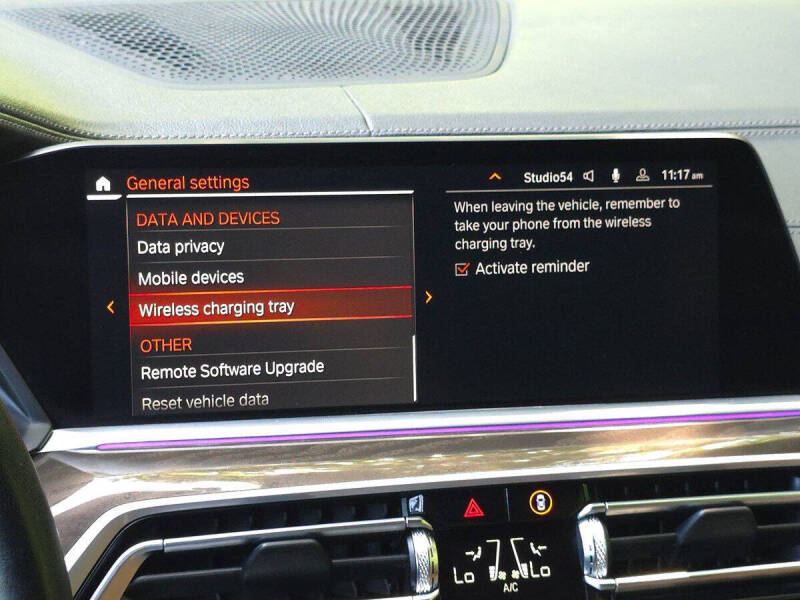 General settings
Studio54
11:17 am
DATA AND DEVICES
Data privacy
Mobile devices
Wireless charging tray
OTHER
Remote Software Upgrade
Reset vehicle data
When leaving the vehicle, remember to
take your phone from the wireless
charging tray.
Activate reminder
Lo
Lo
A/C